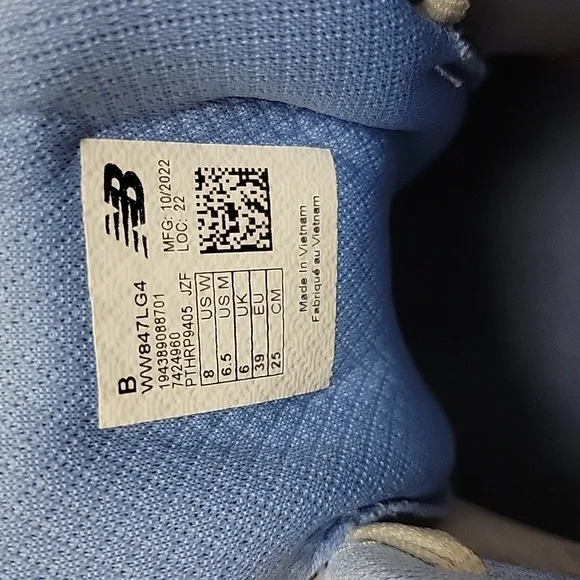 NB
MFG: 10/2022
LOC: 22
B
WW847LG4
194389088701
7424960
PTHRP9405 JZF
8 US W
6.5 US M
6 UK
39 EU
25 CM
Made In Vietnam
Fabriqué au Vietnam